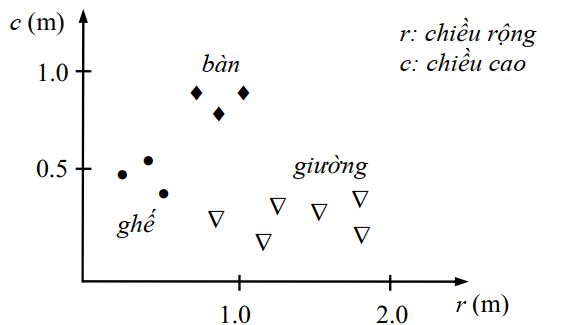 c (m)
r: chiều rộng
c: chiều cao
bàn
1.0
giường
0.5
ghế
1.0
2.0
r (m)